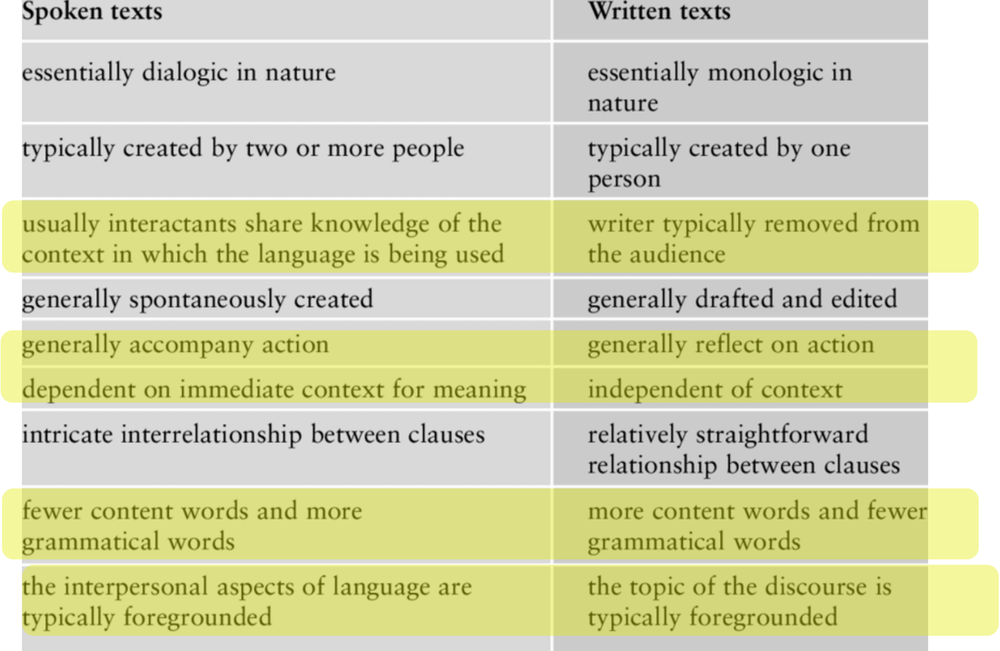 Spoken texts
Written texts
essentially dialogic in nature
essentially monologic in
nature
typically created by two or more people
typically created by one
person
usually interactants share knowledge of the
context in which the language is being used
writer typically removed from
the audience
generally spontaneously created
generally drafted and edited
generally accompany action
generally reflect on action
dependent on immediate context for meaning
independent of context
intricate interrelationship between clauses
relatively straightforward
relationship between clauses
fewer content words and more
grammatical words
more content words and fewer
grammatical words
the interpersonal aspects of language are
typically foregrounded
the topic of the discourse is
typically foregrounded